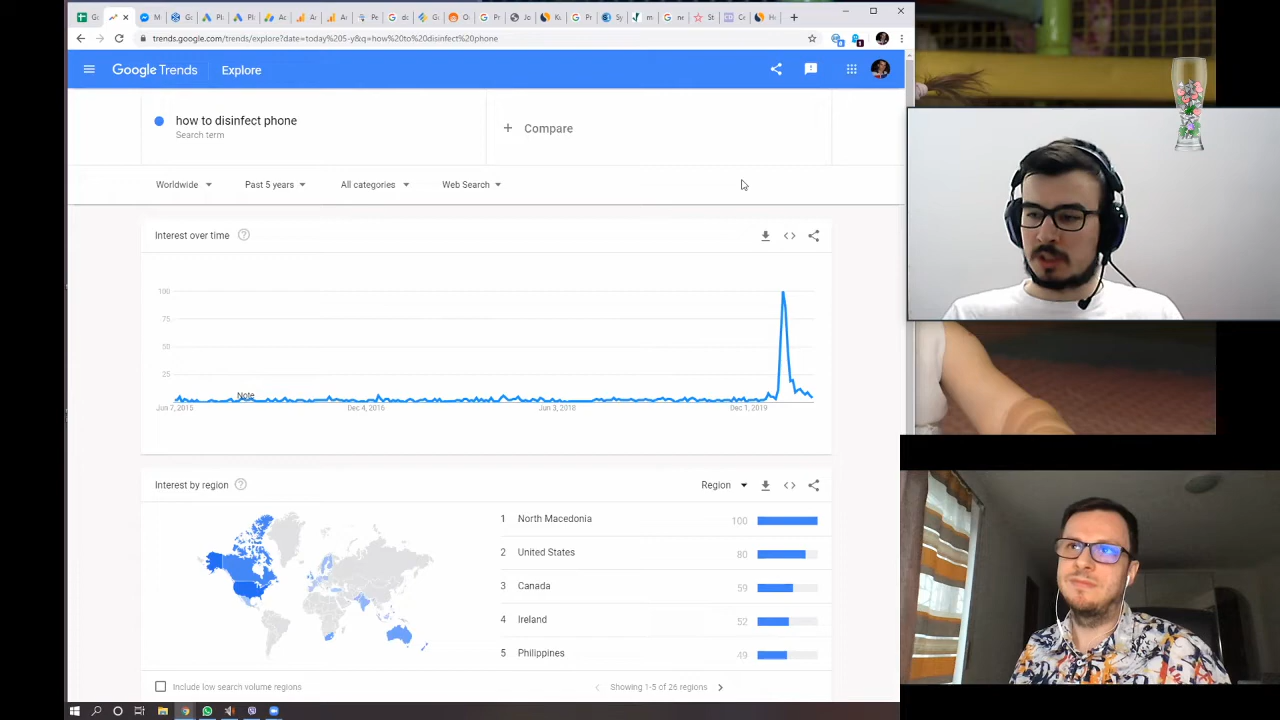 trends.google.com/trends/explore?date=today%205-y&q=how%20to%20disinfect%20phone
Google Trends
Explore
how to disinfect phone
Search term
+ Compare
Worldwide
Past 5 years
All categories
Web Search
Interest over time
100
75
50
25
Note
Jun 7, 2015
Dec 4, 2016
Jun 3, 2018
Dec 1, 2019
Interest by region
Region
1 North Macedonia 100
2 United States 80
3 Canada 59
4 Ireland 52
5 Philippines 49
Include low search volume regions
Showing 1-5 of 26 regions